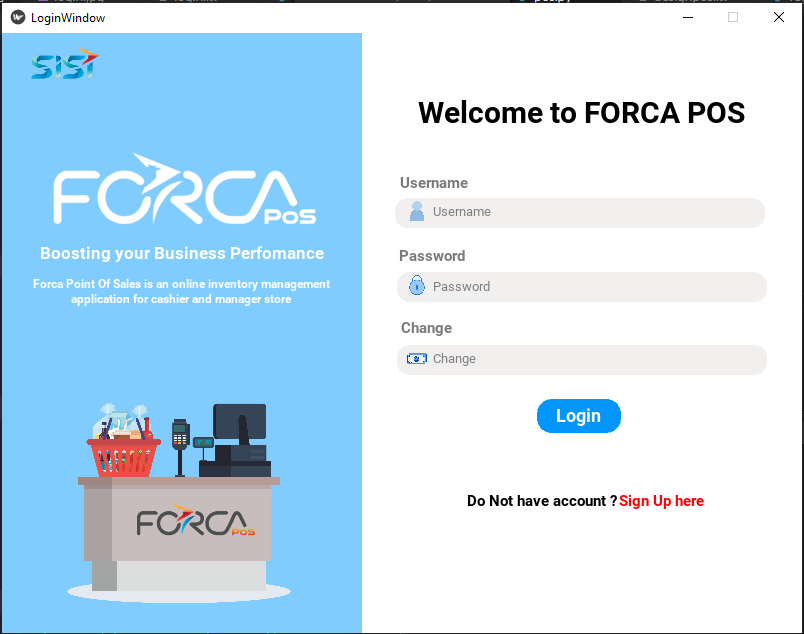 LoginWindow
SISI
FORCA POS
Boosting your Business Perfomance
Forca Point Of Sales is an online inventory management
application for cashier and manager store
FORCA POS
Welcome to FORCA POS
Username
Username
Password
Password
Change
Change
Login
Do Not have account ? Sign Up here